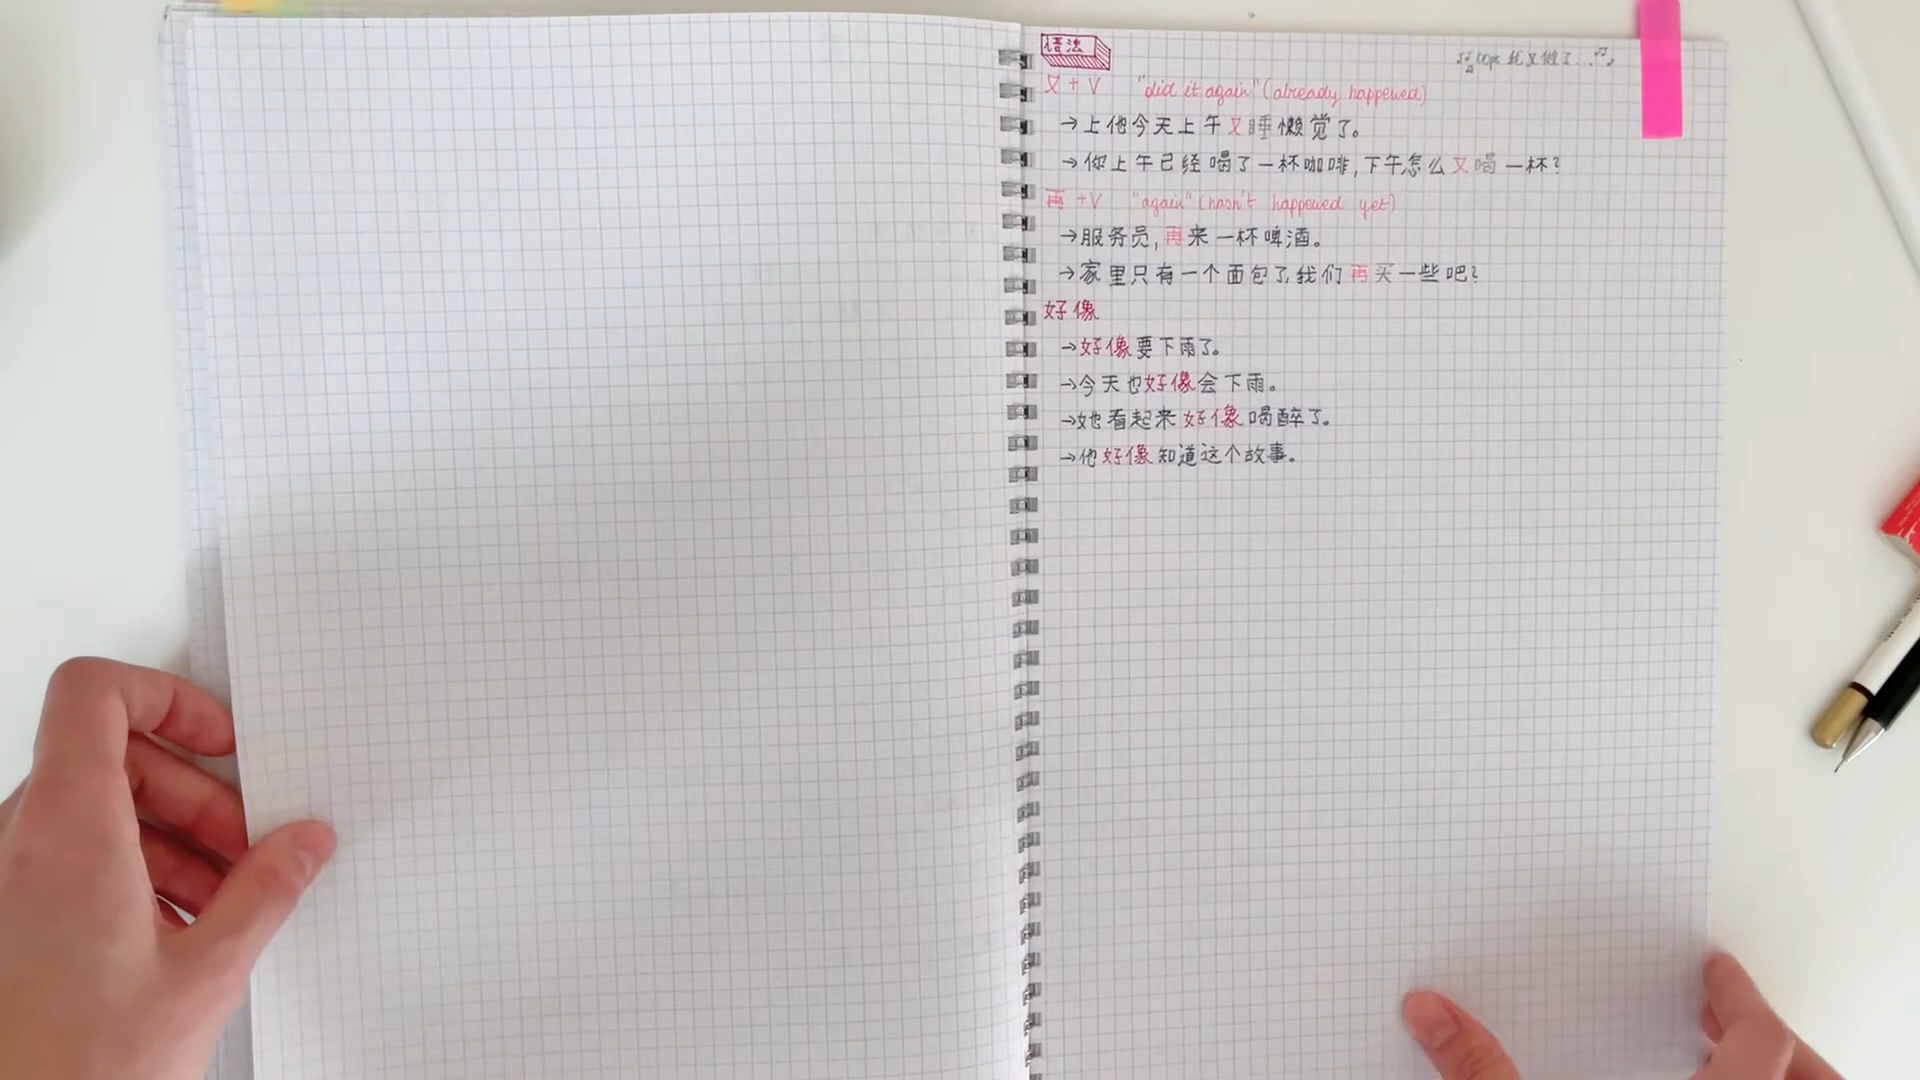 语法
oops 我又做了...
又 + V "did it again" (already happened)
→上他今天上午又睡懒觉了。
→你上午已经喝了一杯咖啡,下午怎么又喝一杯?
再 + V "again" (hasn't happened yet)
→服务员,再来一杯啤酒。
→家里只有一个面包了,我们再买一些吧?
好像
→好像要下雨了。
→今天也好像会下雨。
→她看起来好像喝醉了。
→他好像知道这个故事。